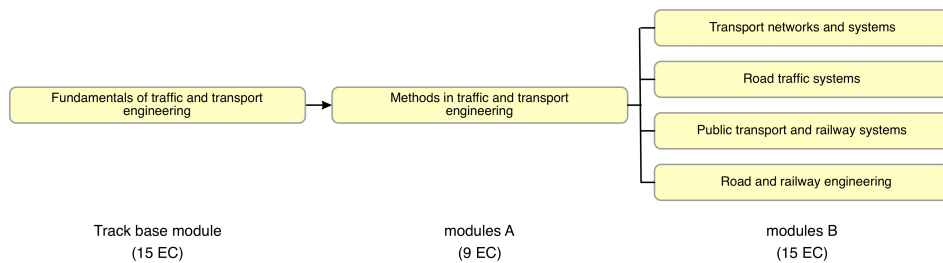 Transport networks and systems
Road traffic systems
Fundamentals of traffic and transport
engineering
Methods in traffic and transport
engineering
Public transport and railway systems
Road and railway engineering
Track base module
(15 EC)
modules A
(9 EC)
modules B
(15 EC)